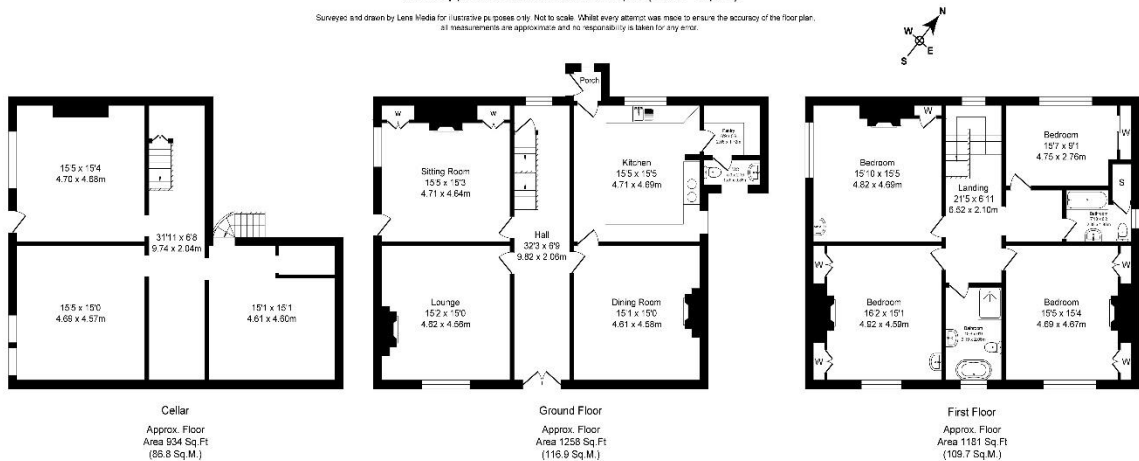 Surveyed and drawn by Lens Media for illustrative purposes only. Not to scale. Whilst every attempt was made to ensure the accuracy of the floor plan,
all measurements are approximate and no responsibility is taken for any error.
N
W
E
S
15'5 x 15'4
4.70 x 4.68m
31'11 x 6'8
9.74 x 2.04m
15'5 x 15'0
4.69 x 4.57m
15'1 x 15'1
4.61 x 4.60m
Cellar
Approx. Floor
Area 934 Sq.Ft
(86.8 Sq.M.)
Porch
W
W
Sitting Room
15'5 x 15'3
4.71 x 4.64m
Kitchen
15'5 x 15'5
4.71 x 4.69m
Pantry
Hall
32'3 x 6'9
9.82 x 2.06m
Lounge
15'2 x 15'0
4.62 x 4.56m
Dining Room
15'1 x 15'0
4.61 x 4.58m
Ground Floor
Approx. Floor
Area 1258 Sq.Ft
(116.9 Sq.M.)
W
Bedroom
15'10 x 15'5
4.82 x 4.69m
Bedroom
15'7 x 9'1
4.75 x 2.76m
W
S
Landing
21'5 x 6'11
6.52 x 2.10m
Bathroom
W
Bedroom
16'2 x 15'1
4.92 x 4.59m
W
Bathroom
W
Bedroom
15'5 x 15'4
4.69 x 4.67m
W
First Floor
Approx. Floor
Area 1181 Sq.Ft
(109.7 Sq.M.)